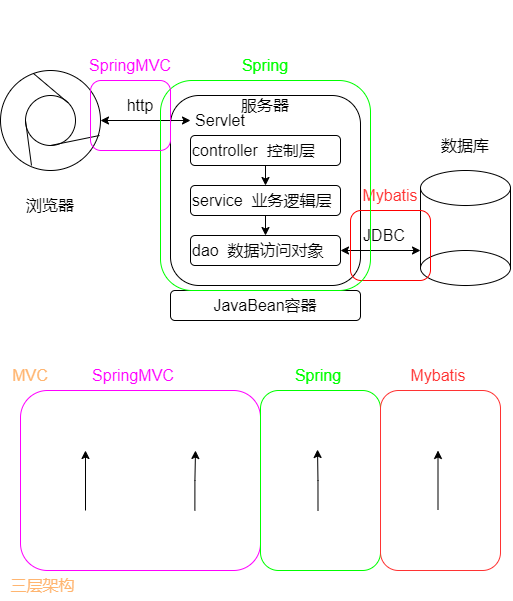 SpringMVC
Spring
http
服务器
Servlet
controller 控制层
数据库
service 业务逻辑层
Mybatis
浏览器
JDBC
dao 数据访问对象
JavaBean容器
MVC
SpringMVC
Spring
Mybatis
三层架构